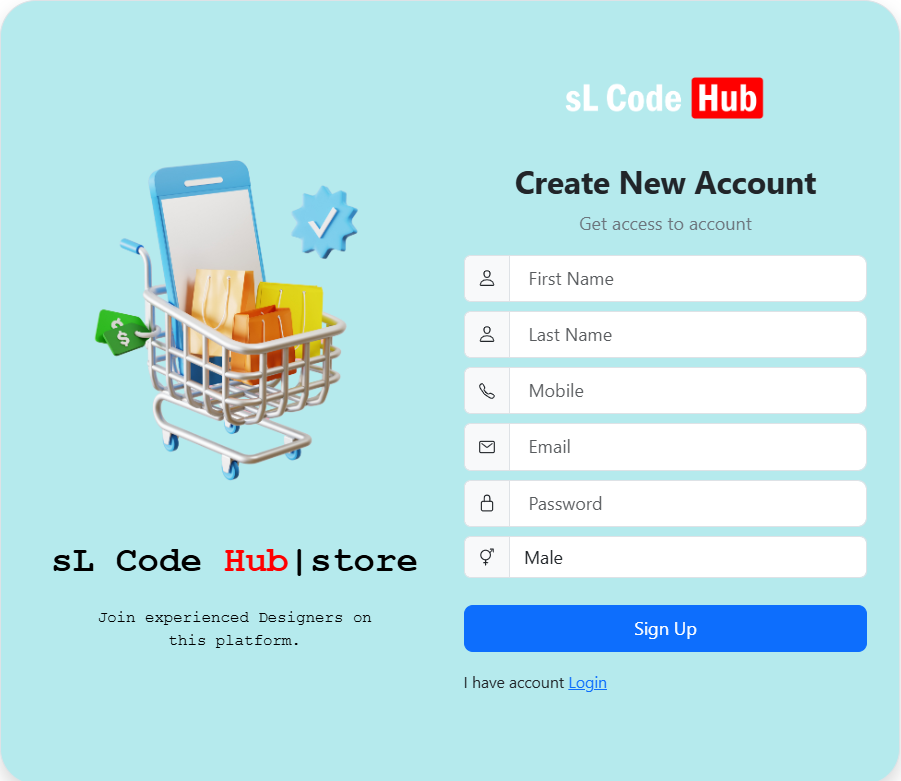 sL Code Hub|store
Join experienced Designers on
this platform.
sL Code Hub
Create New Account
Get access to account
First Name
Last Name
Mobile
Email
Password
Male
Sign Up
I have account Login